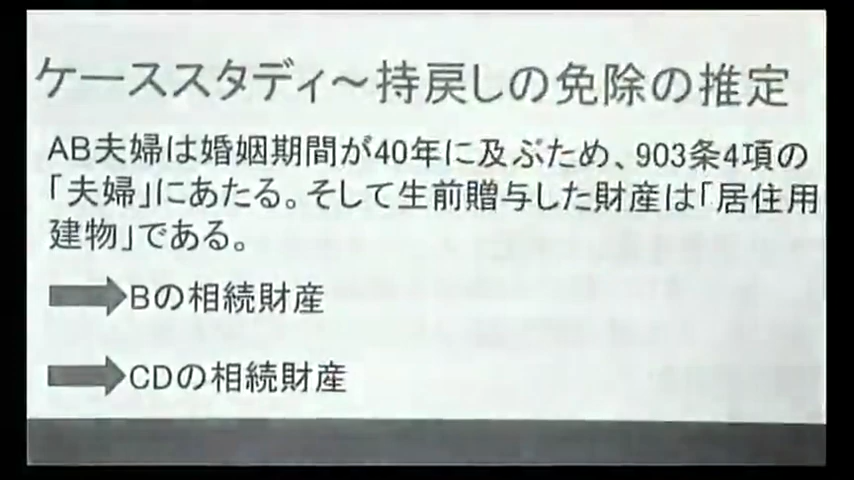 ケーススタディ～持戻しの免除の推定
AB夫婦は婚姻期間が40年に及ぶため、903条4項の
「夫婦」にあたる。そして生前贈与した財産は「居住用
建物」である。
Bの相続財産
CDの相続財産